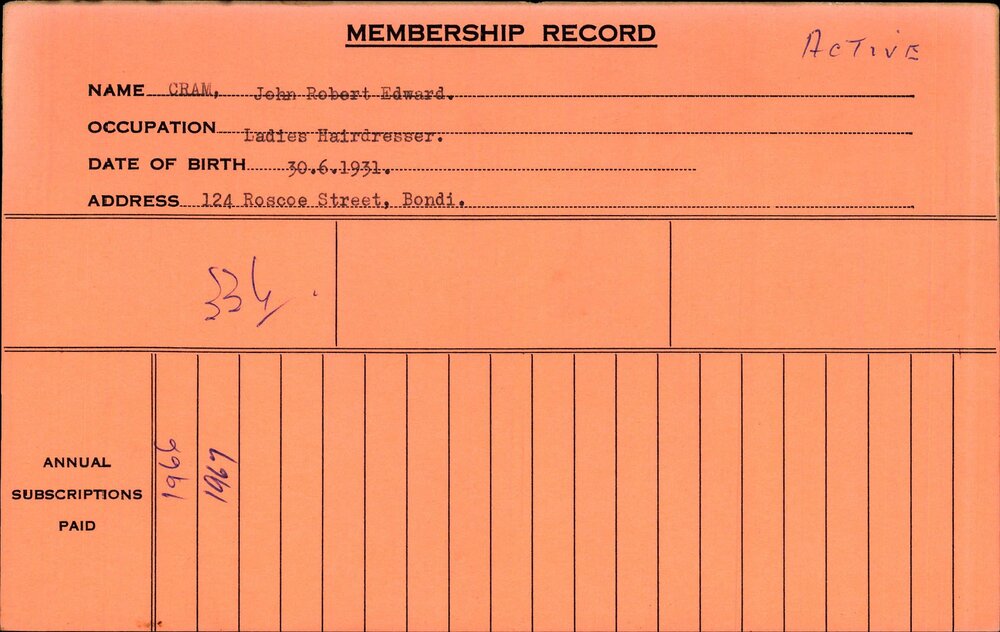 MEMBERSHIP RECORD
ACTIVE
NAME CRAM, John Robert Edward.
OCCUPATION Ladies Hairdresser.
DATE OF BIRTH 30.6.1931.
ADDRESS 124 Roscoe Street, Bondi.
334
1966
1967
ANNUAL
SUBSCRIPTIONS
PAID